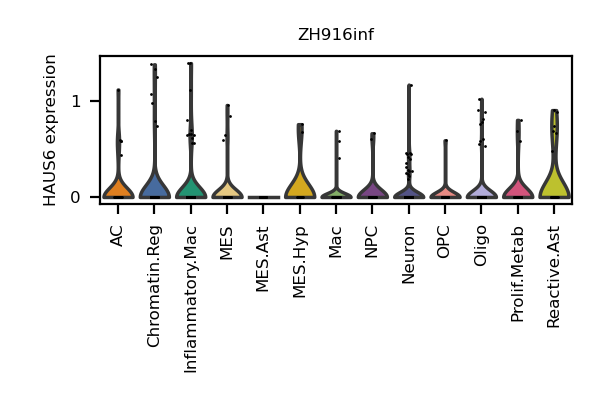 ZH916inf
HAUS6 expression
1
0
AC
Chromatin.Reg
Inflammatory.Mac
MES
MES.Ast
MES.Hyp
Mac
NPC
Neuron
OPC
Oligo
Prolif.Metab
Reactive.Ast